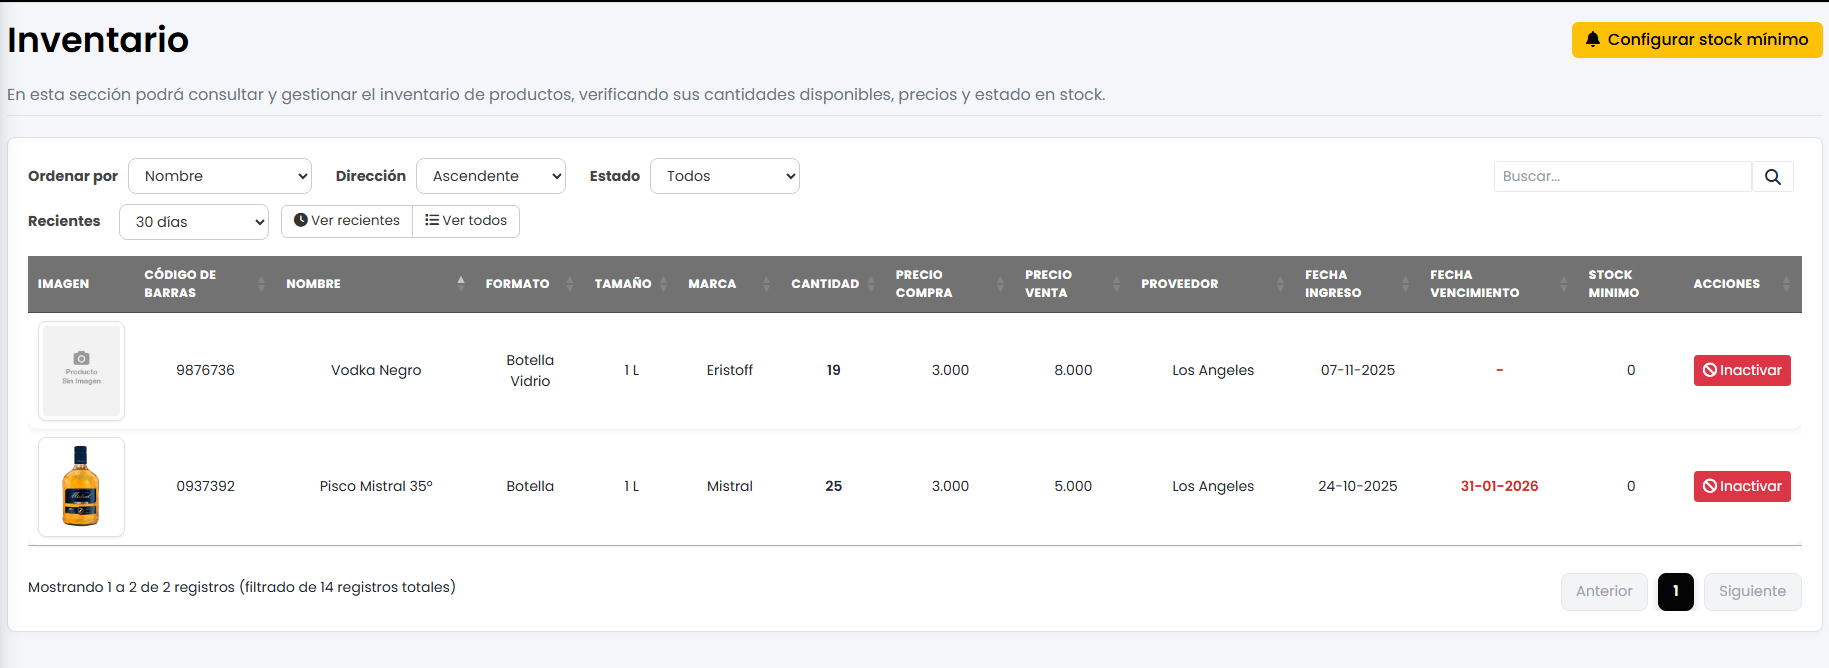 Inventario
Configurar stock mínimo
En esta sección podrá consultar y gestionar el inventario de productos, verificando sus cantidades disponibles, precios y estado en stock.
Ordenar por Nombre Dirección Ascendente Estado Todos Buscar...
Recientes 30 días Ver recientes Ver todos
IMAGEN CÓDIGO DE BARRAS NOMBRE FORMATO TAMAÑO MARCA CANTIDAD PRECIO COMPRA PRECIO VENTA PROVEEDOR FECHA INGRESO FECHA VENCIMIENTO STOCK MINIMO ACCIONES
Producto Sin Imagen 9876736 Vodka Negro Botella Vidrio 1 L Eristoff 19 3.000 8.000 Los Angeles 07-11-2025 - 0 Inactivar
Mistral 0937392 Pisco Mistral 35º Botella 1 L Mistral 25 3.000 5.000 Los Angeles 24-10-2025 31-01-2026 0 Inactivar
Mostrando 1 a 2 de 2 registros (filtrado de 14 registros totales)
Anterior 1 Siguiente